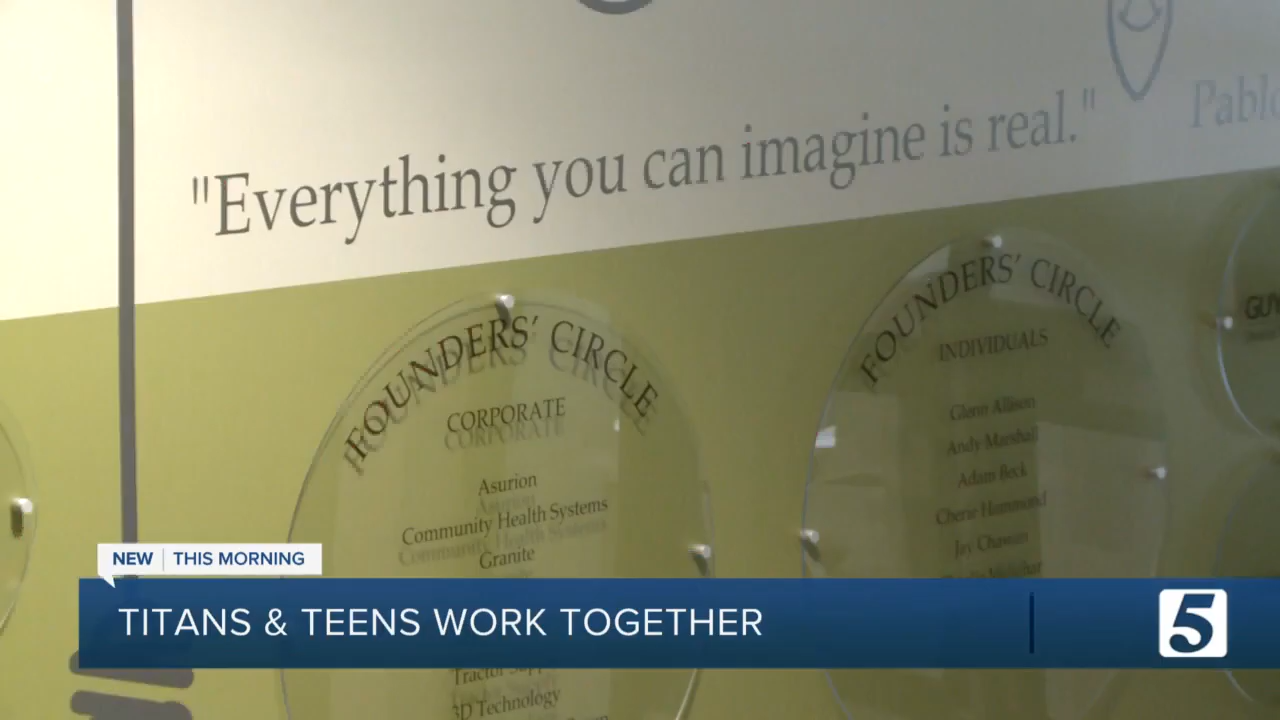 "Everything you can imagine is real."
FOUNDERS' CIRCLE
CORPORATE
Asurion
Community Health Systems
Granite
Tractor
3D Technology
FOUNDERS' CIRCLE
INDIVIDUALS
Glenn Allison
Andy Marshall
Adam Beck
Cherie Hammond
Jay Chawan
NEW | THIS MORNING
TITANS & TEENS WORK TOGETHER
5